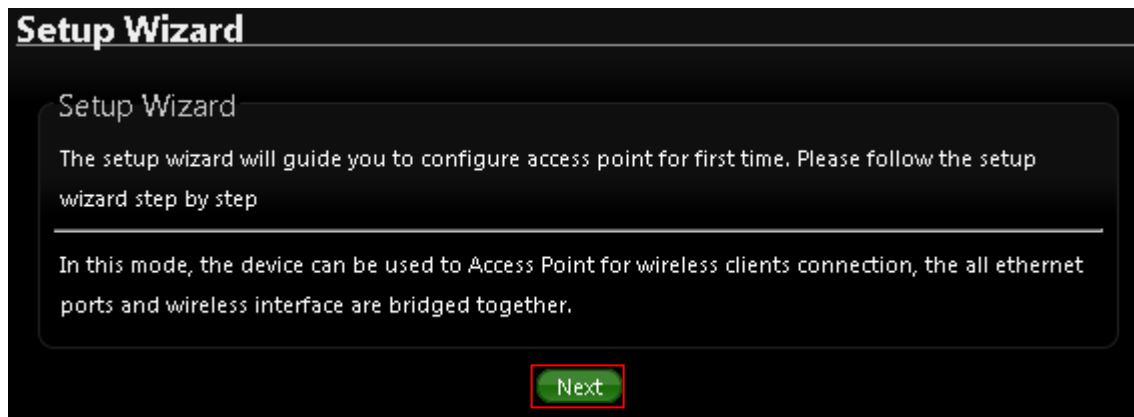 Setup Wizard
Setup Wizard
The setup wizard will guide you to configure access point for first time. Please follow the setup
wizard step by step
In this mode, the device can be used to Access Point for wireless clients connection, the all ethernet
ports and wireless interface are bridged together.
Next